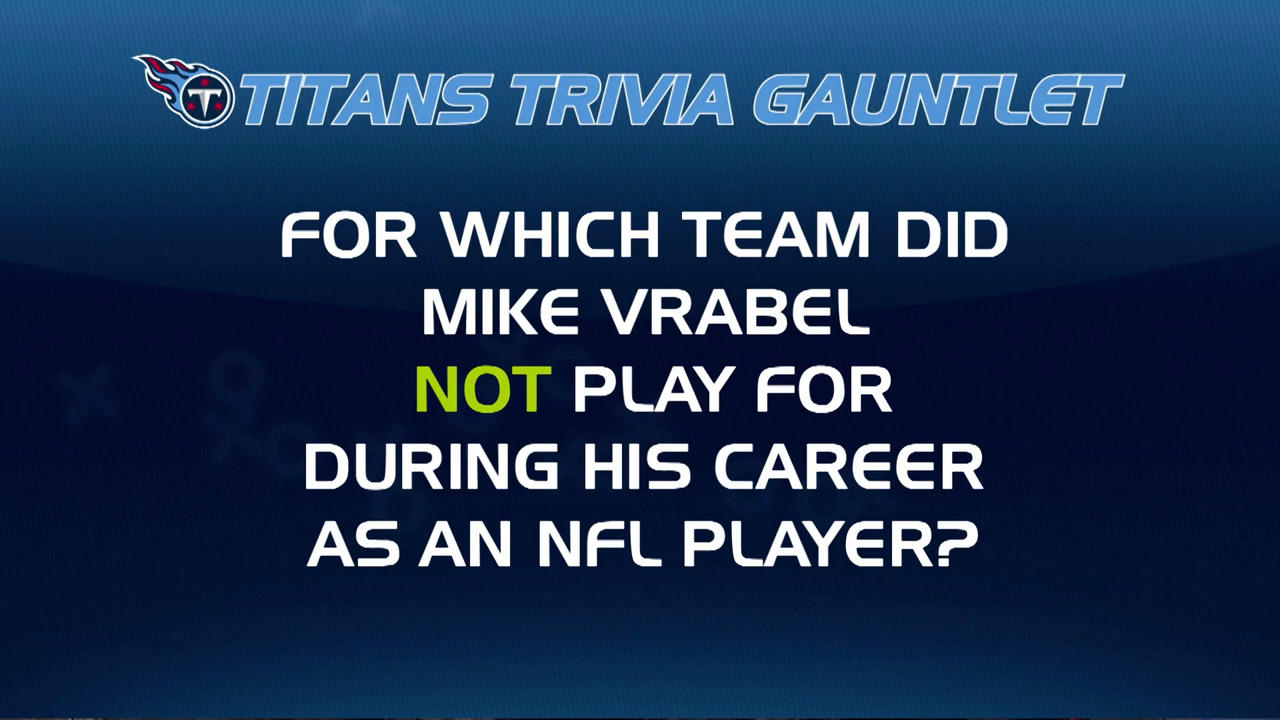 TITANS TRIVIA GAUNTLET
FOR WHICH TEAM DID
MIKE VRABEL
NOT PLAY FOR
DURING HIS CAREER
AS AN NFL PLAYER?